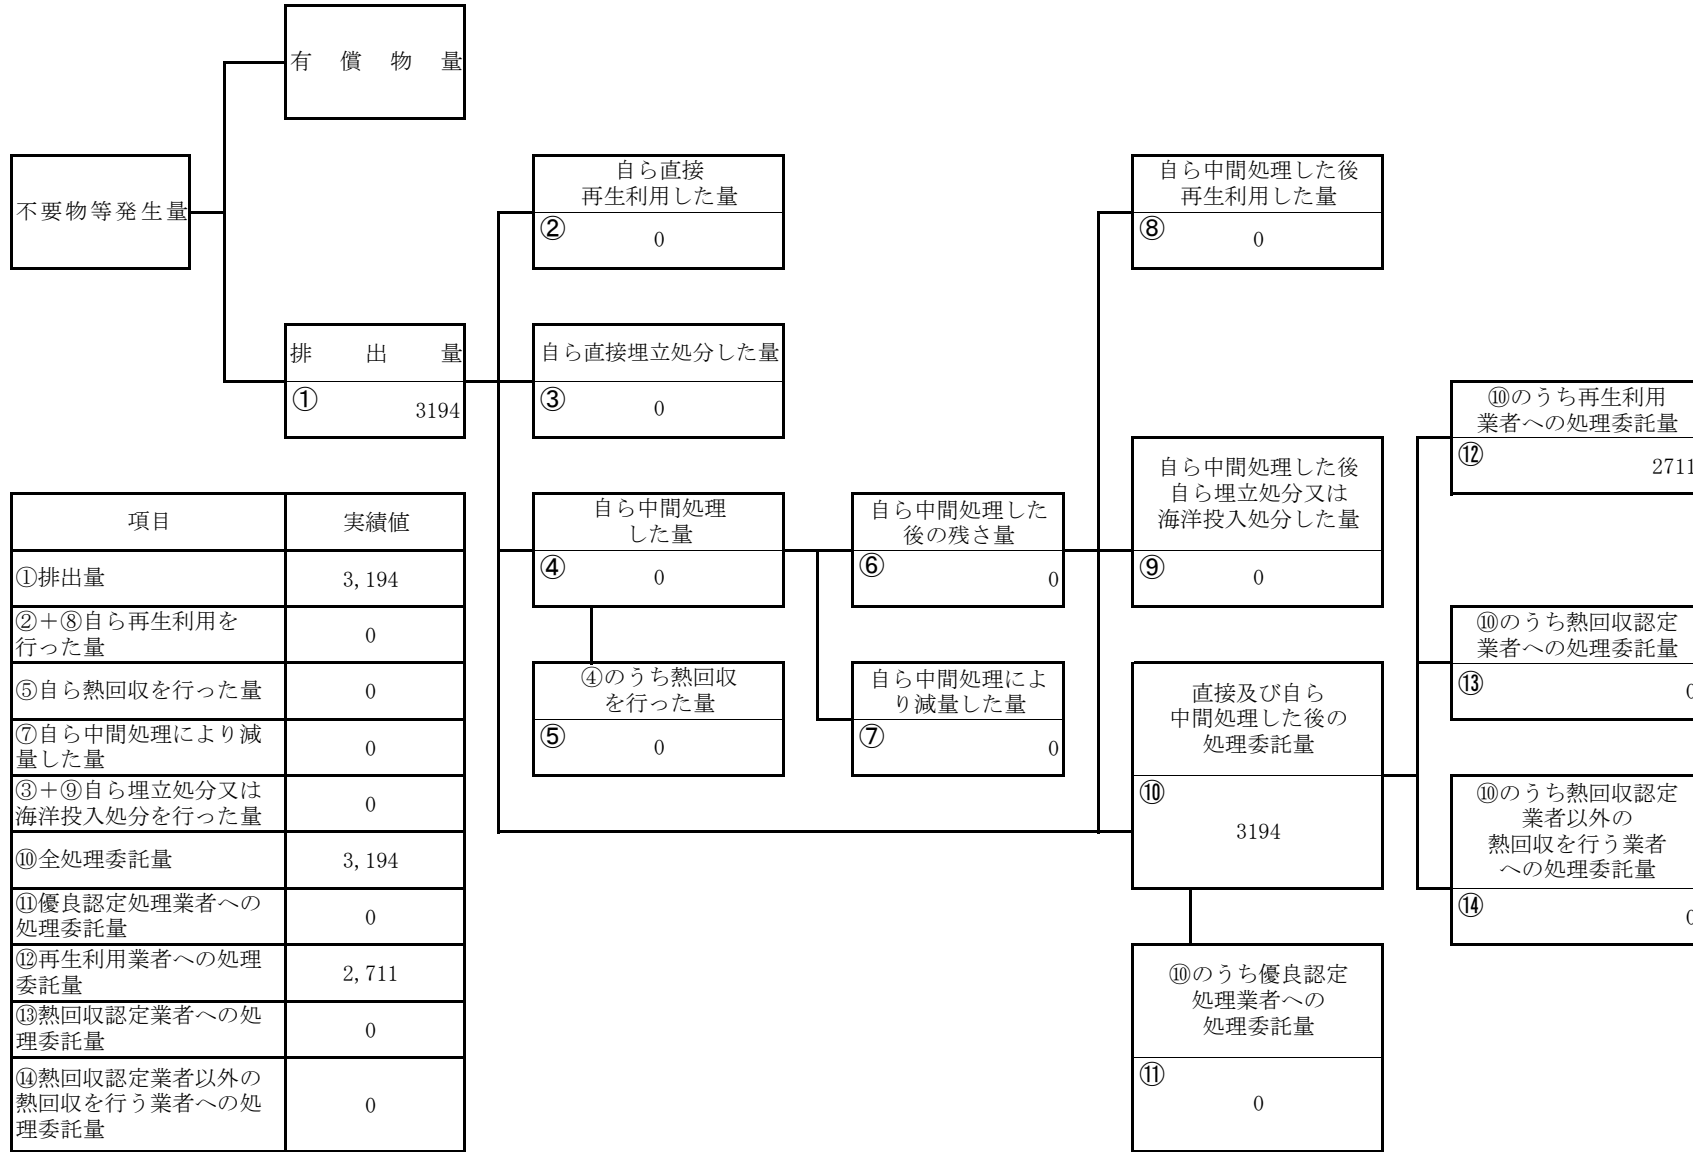 有償物量
不要物等発生量
自ら直接
再生利用した量
②
0
自ら中間処理した後
再生利用した量
⑧
0
排出量
①
3194
自ら直接埋立処分した量
③
0
⑩のうち再生利用
業者への処理委託量
⑫
2711
自ら中間処理
した量
④
0
自ら中間処理した
後の残さ量
⑥
0
自ら中間処理した後
自ら埋立処分又は
海洋投入処分した量
⑨
0
④のうち熱回収
を行った量
⑤
0
自ら中間処理によ
り減量した量
⑦
0
直接及び自ら
中間処理した後の
処理委託量
⑩
3194
⑩のうち熱回収認定
業者への処理委託量
⑬
0
⑩のうち熱回収認定
業者以外の
熱回収を行う業者
への処理委託量
⑭
0
⑩のうち優良認定
処理業者への
処理委託量
⑪
0
項目 実績値
①排出量 3,194
②＋⑧自ら再生利用を
行った量 0
⑤自ら熱回収を行った量 0
⑦自ら中間処理により減
量した量 0
③＋⑨自ら埋立処分又は
海洋投入処分を行った量 0
⑩全処理委託量 3,194
⑪優良認定処理業者への
処理委託量 0
⑫再生利用業者への処理
委託量 2,711
⑬熱回収認定業者への処
理委託量 0
⑭熱回収認定業者以外の
熱回収を行う業者への処
理委託量 0